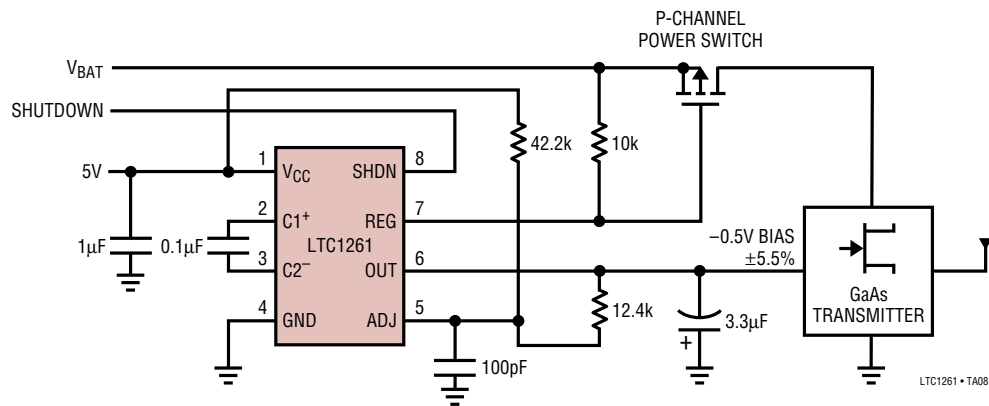 P-CHANNEL
POWER SWITCH
VBAT
SHUTDOWN
42.2k
10k
5V
1
VCC
SHDN
8
2
C1+
REG
7
1µF
0.1µF
LTC1261
–0.5V BIAS
±5.5%
3
C2–
OUT
6
4
GND
ADJ
5
12.4k
3.3µF
+
100pF
GaAs
TRANSMITTER
LTC1261 • TA08